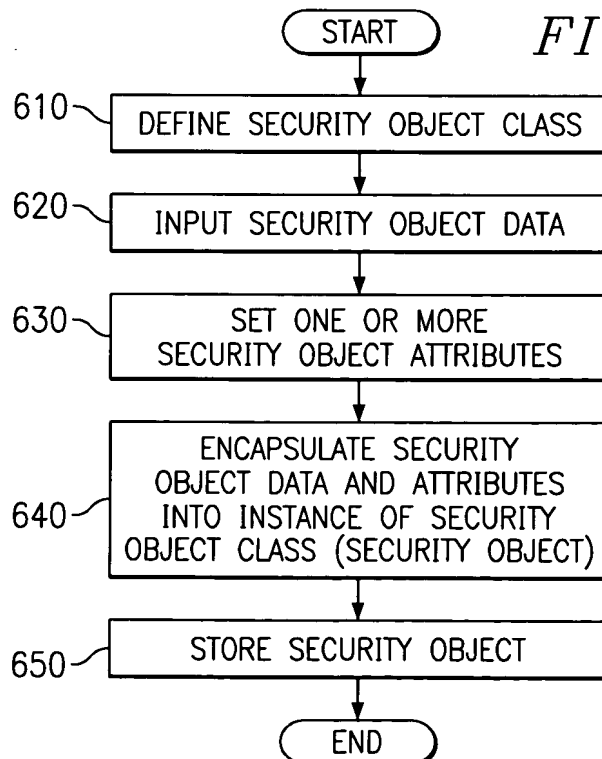 START
FI
610
DEFINE SECURITY OBJECT CLASS
620
INPUT SECURITY OBJECT DATA
630
SET ONE OR MORE
SECURITY OBJECT ATTRIBUTES
640
ENCAPSULATE SECURITY
OBJECT DATA AND ATTRIBUTES
INTO INSTANCE OF SECURITY
OBJECT CLASS (SECURITY OBJECT)
650
STORE SECURITY OBJECT
END